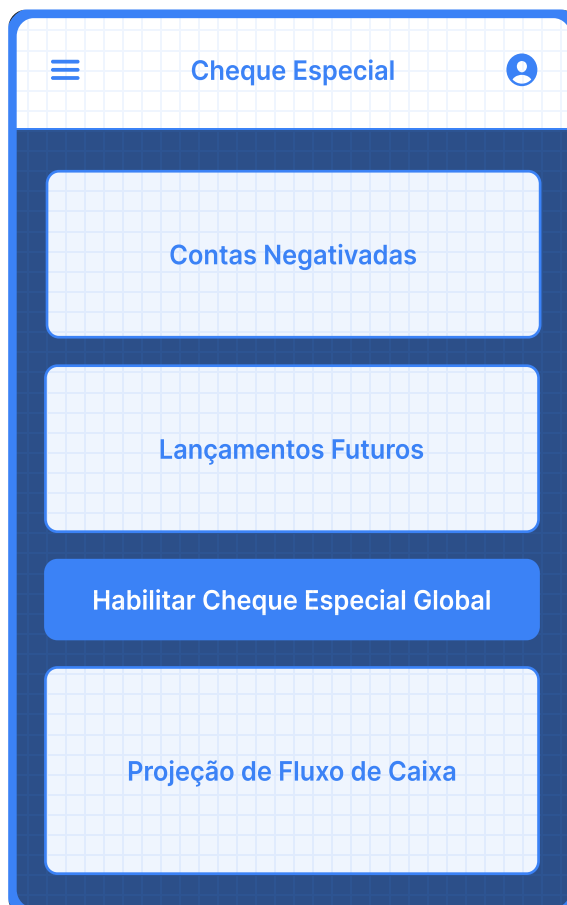 Cheque Especial
Contas Negativadas
Lançamentos Futuros
Habilitar Cheque Especial Global
Projeção de Fluxo de Caixa